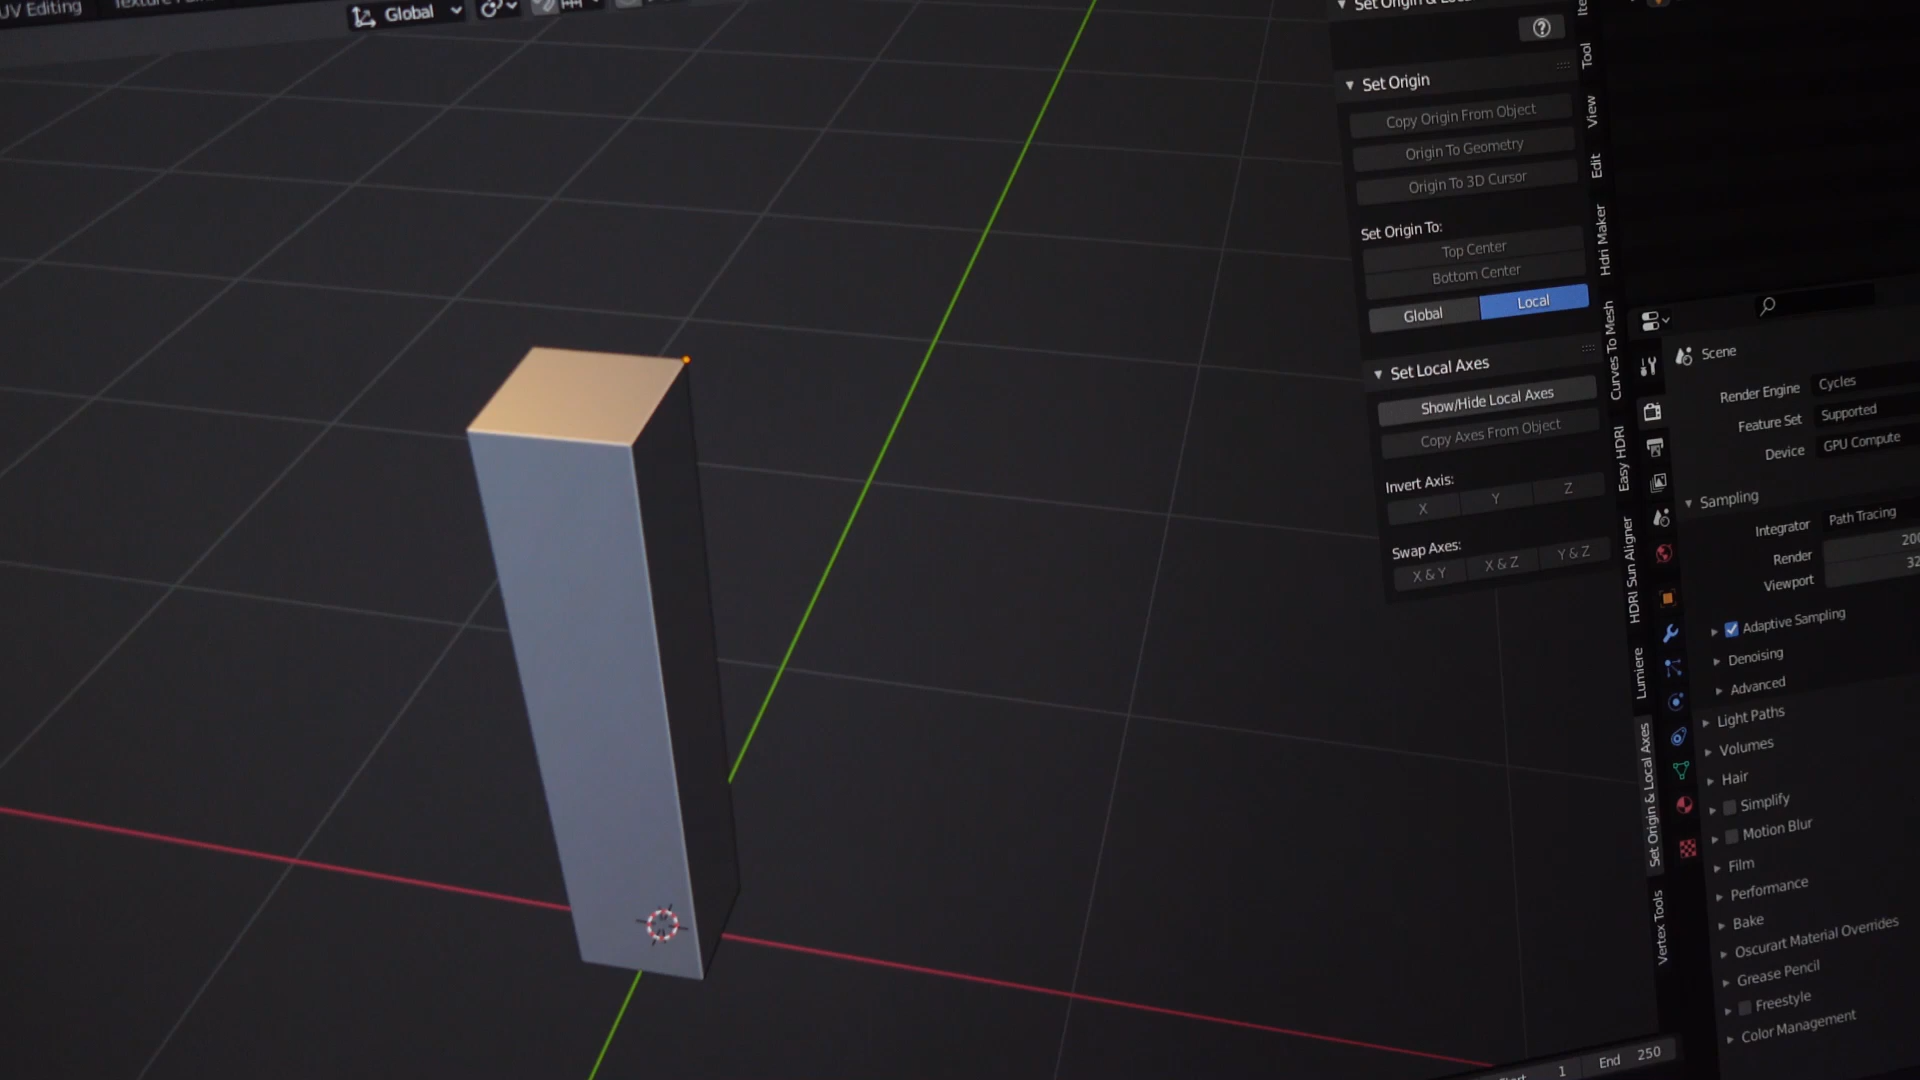 UV Editing
Global
Set Origin &
Item
Tool
View
Edit
Hdri Maker
Curves To Mesh
Easy HDRI
HDRI Sun Aligner
Lumiere
Set Origin & Local Axes
Vertex Tools
Set Origin
Copy Origin From Object
Origin To Geometry
Origin To 3D Cursor
Set Origin To:
Top Center
Bottom Center
Global
Local
Set Local Axes
Show/Hide Local Axes
Copy Axes From Object
Invert Axis:
X
Y
Z
Swap Axes:
X & Y
X & Z
Y & Z
Scene
Render Engine
Cycles
Feature Set
Supported
Device
GPU Compute
Sampling
Integrator
Path Tracing
Render
200
Viewport
32
Adaptive Sampling
Denoising
Advanced
Light Paths
Volumes
Hair
Simplify
Motion Blur
Film
Performance
Bake
Oscurart Material Overrides
Grease Pencil
Freestyle
Color Management
1
End 250